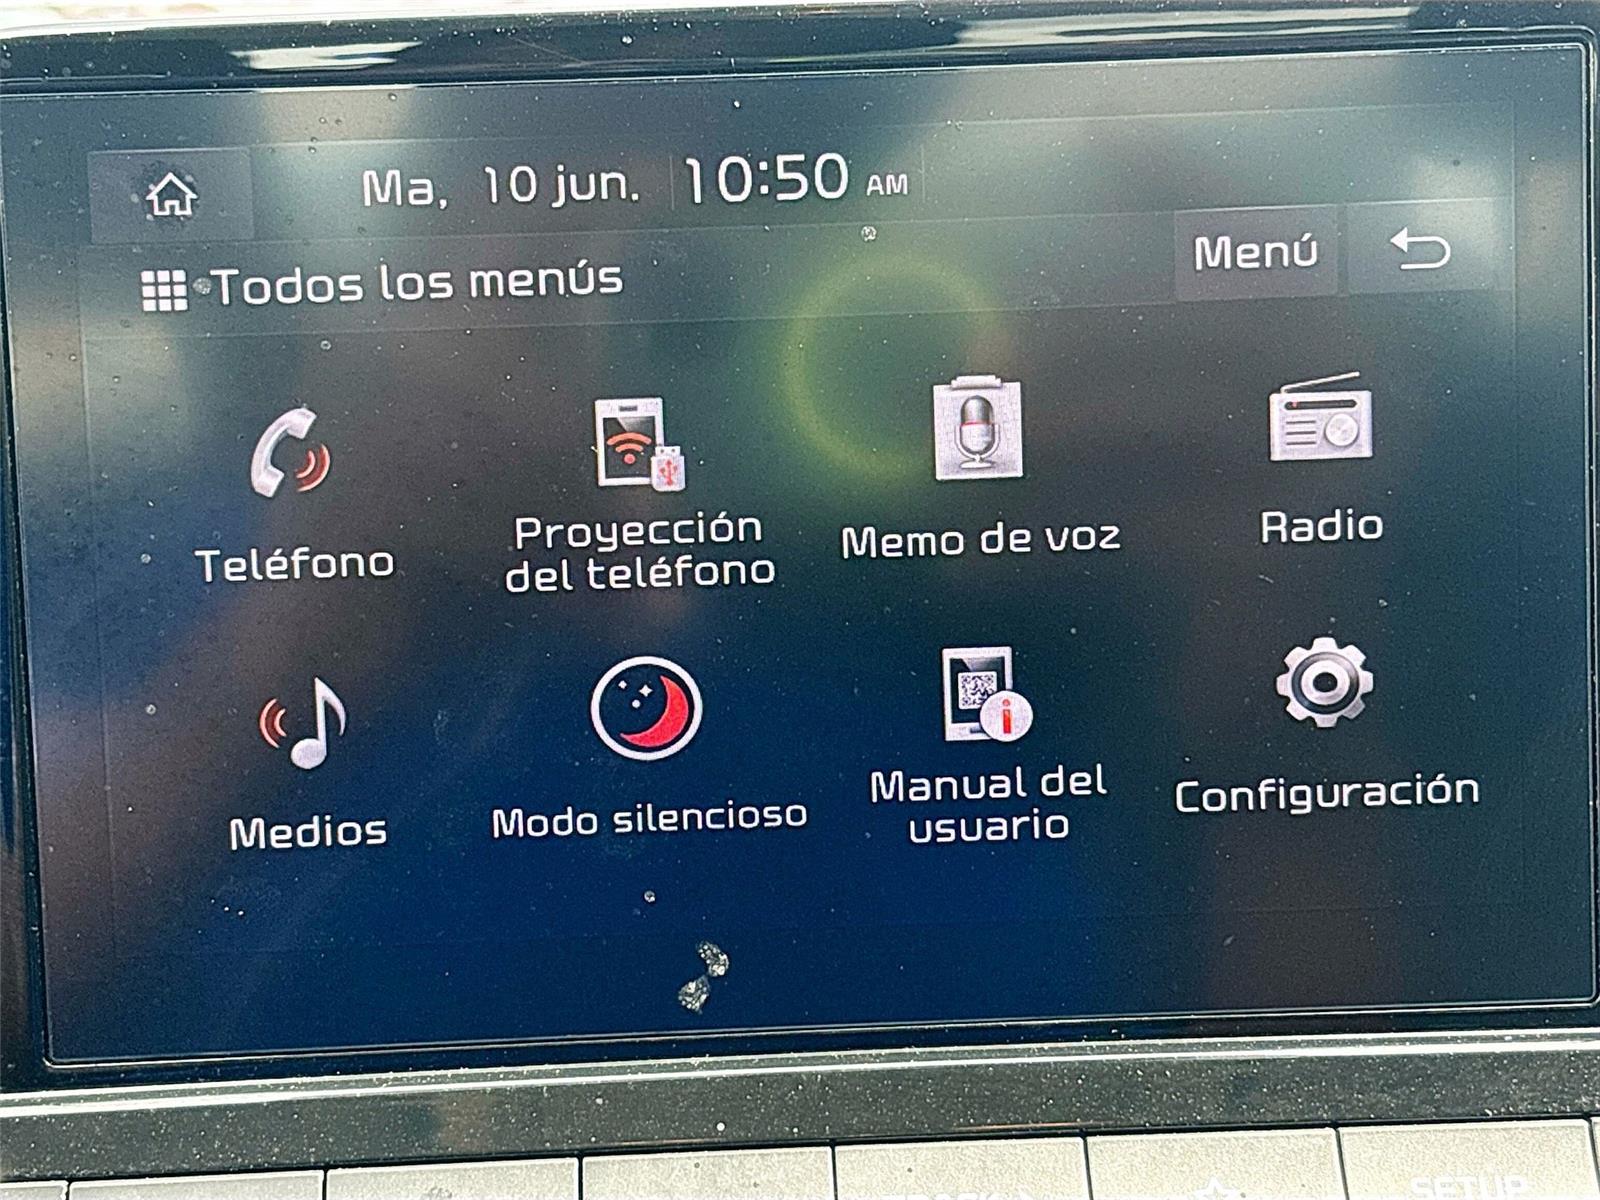 Ma, 10 jun. 10:50 AM
Todos los menús
Menú
Teléfono
Proyección
del teléfono
Memo de voz
Radio
Medios
Modo silencioso
Manual del
usuario
Configuración
SETUP